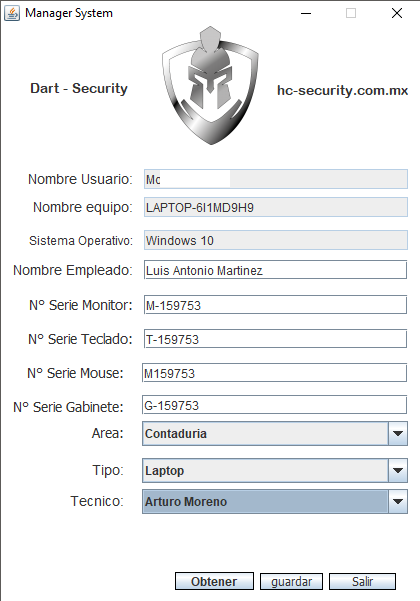 Manager System
Dart - Security
hc-security.com.mx
Nombre Usuario: Mc
Nombre equipo: LAPTOP-6I1MD9H9
Sistema Operativo: Windows 10
Nombre Empleado: Luis Antonio Martinez
N° Serie Monitor: M-159753
N° Serie Teclado: T-159753
N° Serie Mouse: M159753
N° Serie Gabinete: G-159753
Area: Contaduria
Tipo: Laptop
Tecnico: Arturo Moreno
Obtener guardar Salir